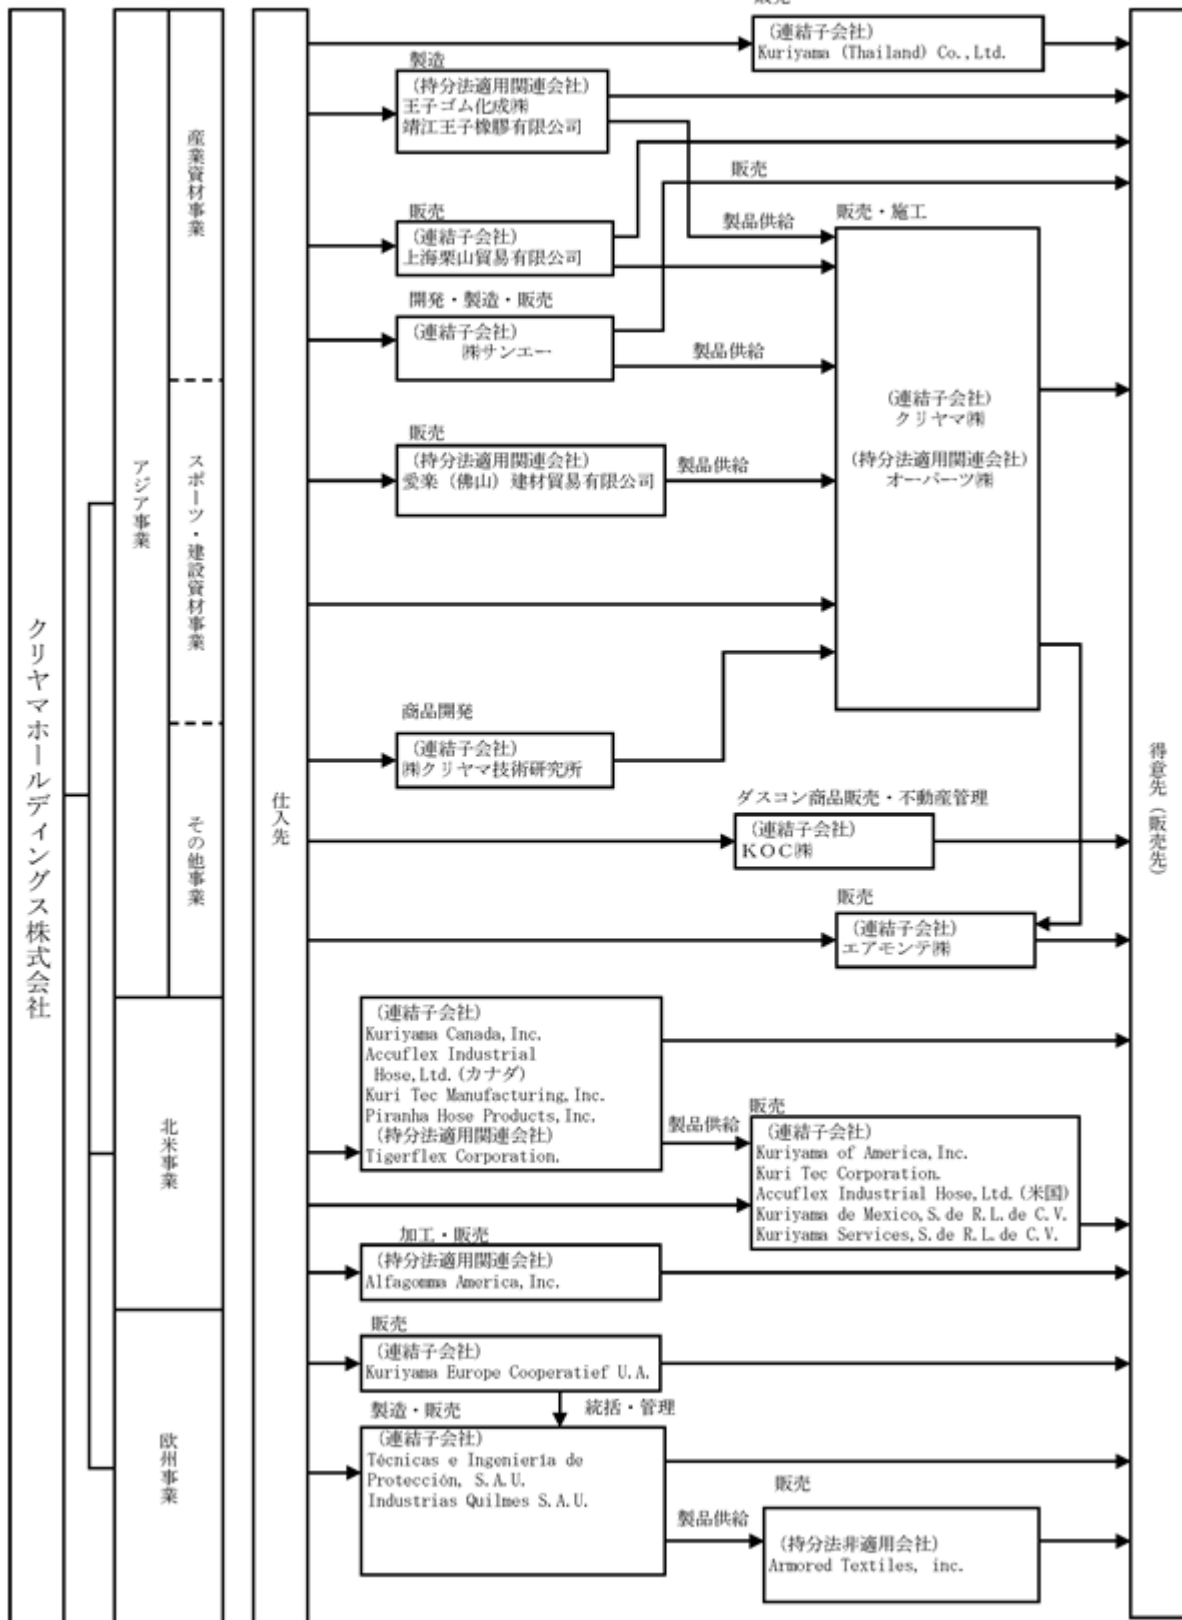 クリヤマホールディングス株式会社
アジア事業
産業資材事業
スポーツ・建設資材事業
その他事業
北米事業
欧州事業
仕入先
販売
(連結子会社)
Kuriyama (Thailand) Co.,Ltd.
製造
(持分法適用関連会社)
王子ゴム化成㈱
靖江王子橡膠有限公司
販売
製品供給
販売・施工
販売
(連結子会社)
上海栗山貿易有限公司
開発・製造・販売
(連結子会社)
㈱サンエー
製品供給
(連結子会社)
クリヤマ㈱
(持分法適用関連会社)
オーパーツ㈱
販売
(持分法適用関連会社)
愛楽（佛山）建材貿易有限公司
製品供給
商品開発
(連結子会社)
㈱クリヤマ技術研究所
ダスコン商品販売・不動産管理
(連結子会社)
KOC㈱
販売
(連結子会社)
エアモンテ㈱
(連結子会社)
Kuriyama Canada,Inc.
Accuflex Industrial
Hose,Ltd.(カナダ)
Kuri Tec Manufacturing,Inc.
Piranha Hose Products,Inc.
(持分法適用関連会社)
Tigerflex Corporation.
製品供給
販売
(連結子会社)
Kuriyama of America,Inc.
Kuri Tec Corporation.
Accuflex Industrial Hose,Ltd.(米国)
Kuriyama de Mexico,S.de R.L.de C.V.
Kuriyama Services,S.de R.L.de C.V.
加工・販売
(持分法適用関連会社)
Alfagomma America,Inc.
販売
(連結子会社)
Kuriyama Europe Cooperatief U.A.
統括・管理
製造・販売
(連結子会社)
Técnicas e Ingeniería de
Protección, S.A.U.
Industrias Quilmes S.A.U.
製品供給
販売
(持分法非適用会社)
Armored Textiles, inc.
得意先（販売先）